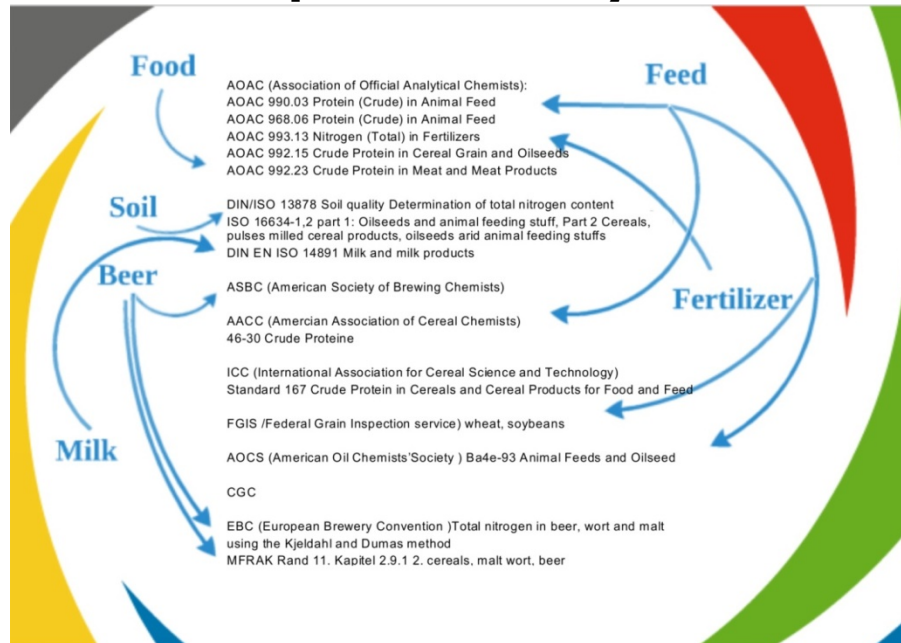 Food
Feed
AOAC (Association of Official Analytical Chemists):
AOAC 990.03 Protein (Crude) in Animal Feed
AOAC 968.06 Protein (Crude) in Animal Feed
AOAC 993.13 Nitrogen (Total) in Fertilizers
AOAC 992.15 Crude Protein in Cereal Grain and Oilseeds
AOAC 992.23 Crude Protein in Meat and Meat Products
Soil
DIN/ISO 13878 Soil quality Determination of total nitrogen content
ISO 16634-1,2 part 1: Oilseeds and animal feeding stuff, Part 2 Cereals,
pulses milled cereal products, oilseeds arid animal feeding stuffs
DIN EN ISO 14891 Milk and milk products
Beer
ASBC (American Society of Brewing Chemists)
Fertilizer
AACC (Amercian Association of Cereal Chemists)
46-30 Crude Proteine
ICC (International Association for Cereal Science and Technology)
Standard 167 Crude Protein in Cereals and Cereal Products for Food and Feed
FGIS /Federal Grain Inspection service) wheat, soybeans
Milk
AOCS (American Oil Chemists'Society ) Ba4e-93 Animal Feeds and Oilseed
CGC
EBC (European Brewery Convention )Total nitrogen in beer, wort and malt
using the Kjeldahl and Dumas method
MFRAK Rand 11. Kapitel 2.9.1 2. cereals, malt wort, beer